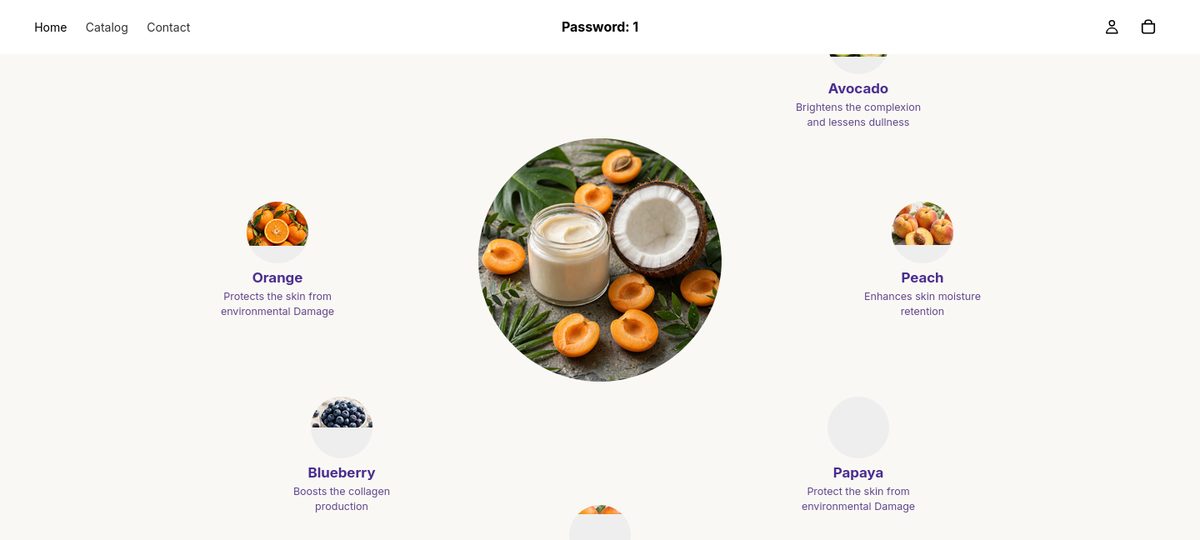 Home Catalog Contact
Password: 1
Avocado
Brightens the complexion
and lessens dullness
Orange
Protects the skin from
environmental Damage
Peach
Enhances skin moisture
retention
Blueberry
Boosts the collagen
production
Papaya
Protect the skin from
environmental Damage